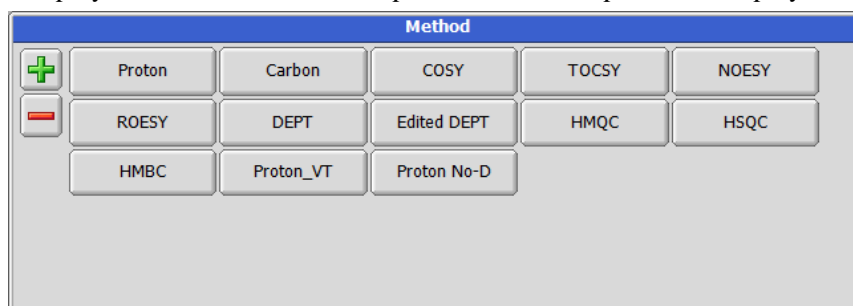 Method
Proton Carbon COSY TOCSY NOESY
ROESY DEPT Edited DEPT HMQC HSQC
HMBC Proton_VT Proton No-D